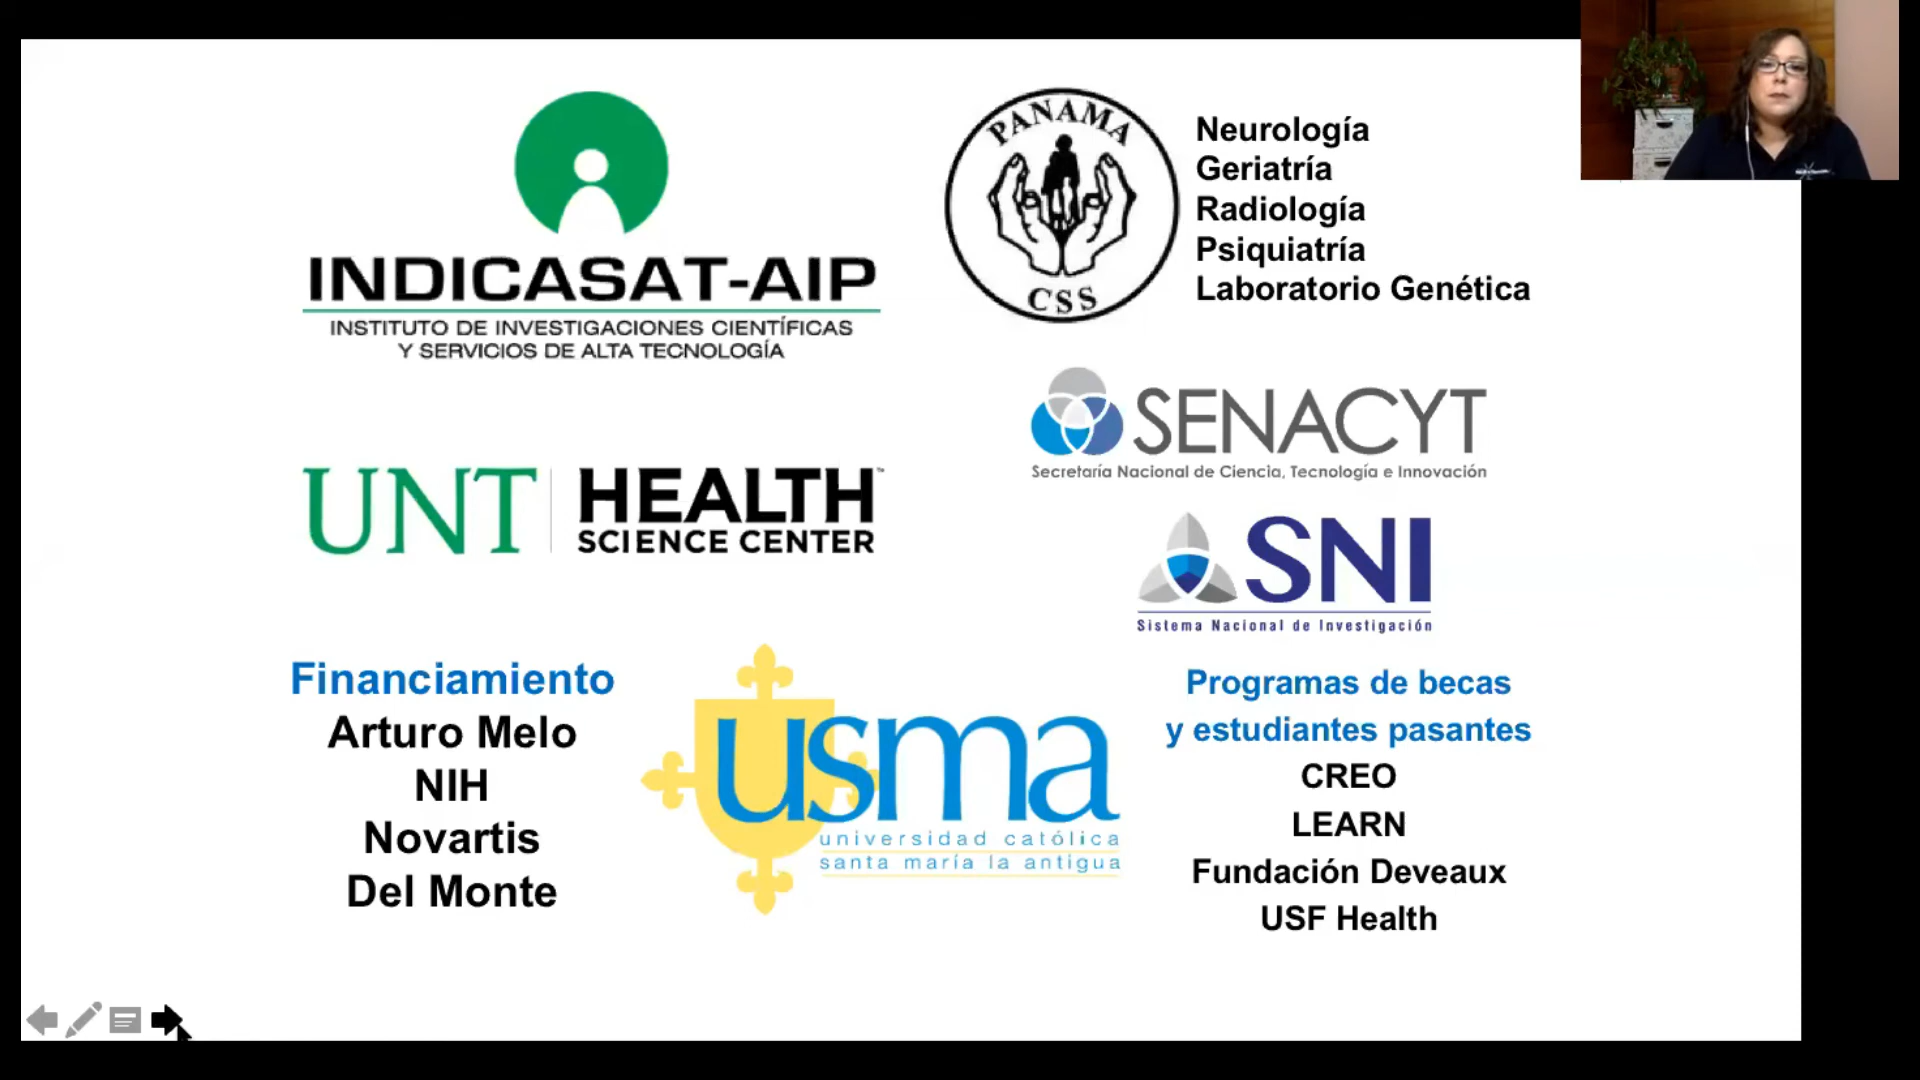 INDICASAT-AIP
INSTITUTO DE INVESTIGACIONES CIENTÍFICAS
Y SERVICIOS DE ALTA TECNOLOGÍA
PANAMA
CSS
Neurología
Geriatría
Radiología
Psiquiatría
Laboratorio Genética
SENACYT
Secretaría Nacional de Ciencia, Tecnología e Innovación
UNT HEALTH™
SCIENCE CENTER
SNI
Sistema Nacional de Investigación
Financiamiento
Arturo Melo
NIH
Novartis
Del Monte
usma
universidad católica
santa maría la antigua
Programas de becas
y estudiantes pasantes
CREO
LEARN
Fundación Deveaux
USF Health